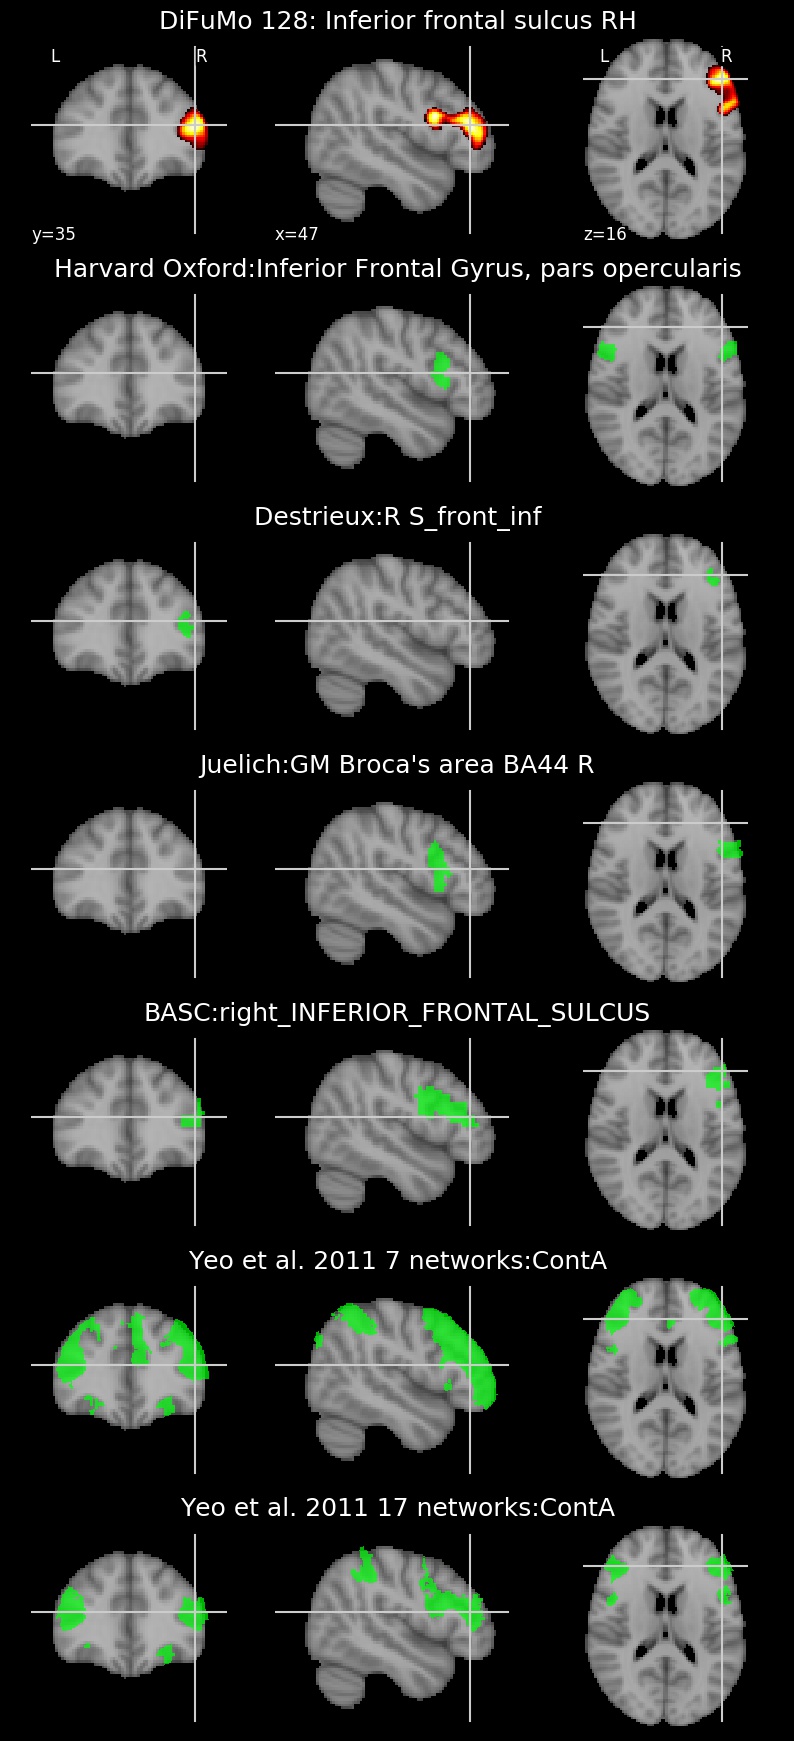 DiFuMo 128: Inferior frontal sulcus RH
L R L R
y=35 x=47 z=16
Harvard Oxford:Inferior Frontal Gyrus, pars opercularis
Destrieux:R S_front_inf
Juelich:GM Broca's area BA44 R
BASC:right_INFERIOR_FRONTAL_SULCUS
Yeo et al. 2011 7 networks:ContA
Yeo et al. 2011 17 networks:ContA